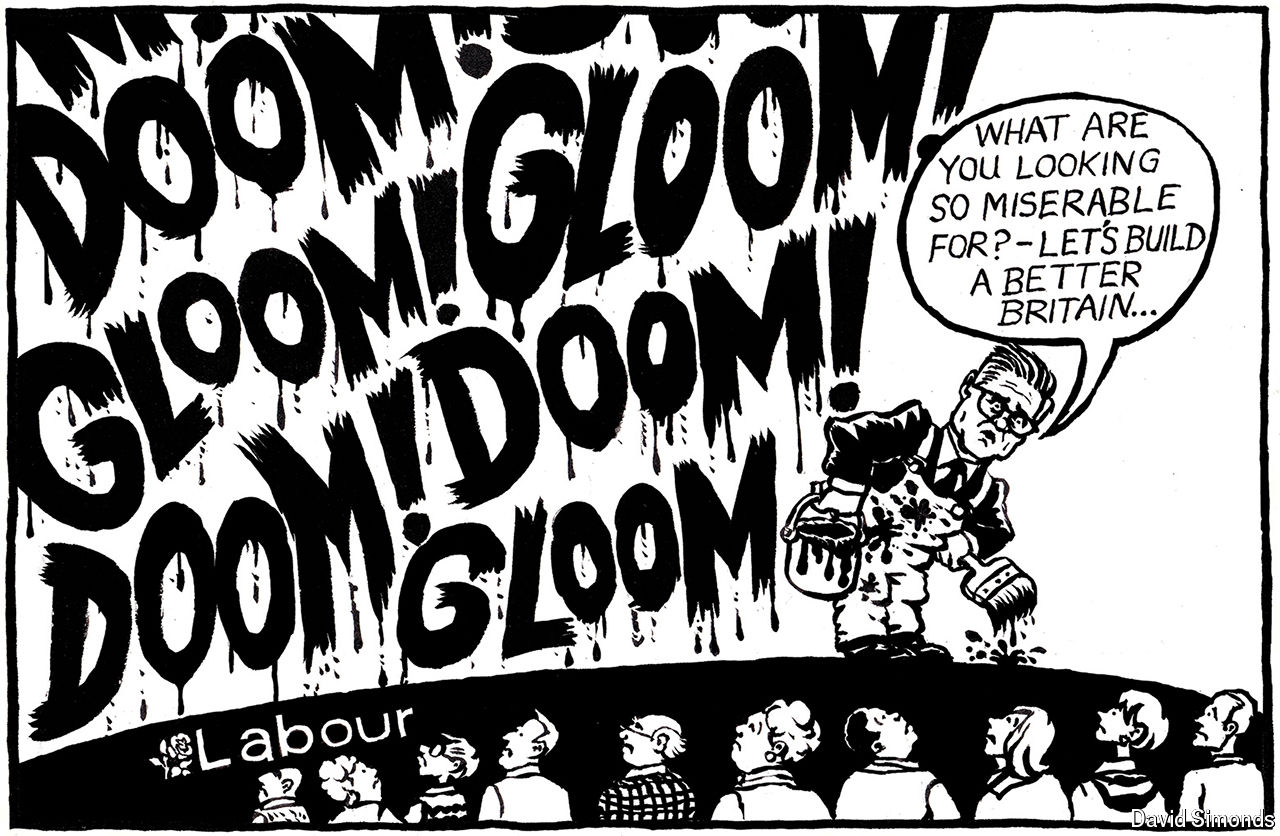 DOOM! GLOOM!
GLOOM! DOOM!
DOOM! GLOOM
WHAT ARE
YOU LOOKING
SO MISERABLE
FOR? – LET'S BUILD
A BETTER
BRITAIN...
Labour
David Simonds